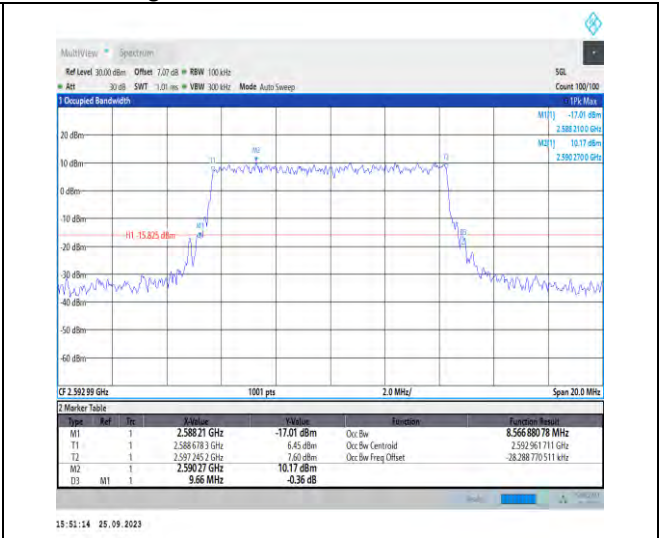 MultiView Spectrum
Ref Level 30.00 dBm Offset 7.07 dB RBW 100 kHz SGL
Att 30 dB SWT 1.01 ms VBW 300 kHz Mode Auto Sweep Count 100/100
1 Occupied Bandwidth 1Pk Max
M1[1] -17.01 dBm
2.588 210 0 GHz
M2[1] 10.17 dBm
2.590 270 0 GHz
20 dBm
M2
T1 T2
10 dBm
0 dBm
-10 dBm
M1
H1 -15.825 dBm
D3
-20 dBm
-30 dBm
-40 dBm
-50 dBm
-60 dBm
CF 2.592 99 GHz 1001 pts 2.0 MHz/ Span 20.0 MHz
2 Marker Table
Type Ref Trc X-Value Y-Value Function Function Result
M1 1 2.588 21 GHz -17.01 dBm Occ Bw 8.566 880 78 MHz
T1 1 2.588 678 3 GHz 6.45 dBm Occ Bw Centroid 2.592 961 711 GHz
T2 1 2.597 245 2 GHz 7.60 dBm Occ Bw Freq Offset -28.288 770 511 kHz
M2 1 2.590 27 GHz 10.17 dBm
D3 M1 1 9.66 MHz -0.36 dB
15:51:14 25.09.2023